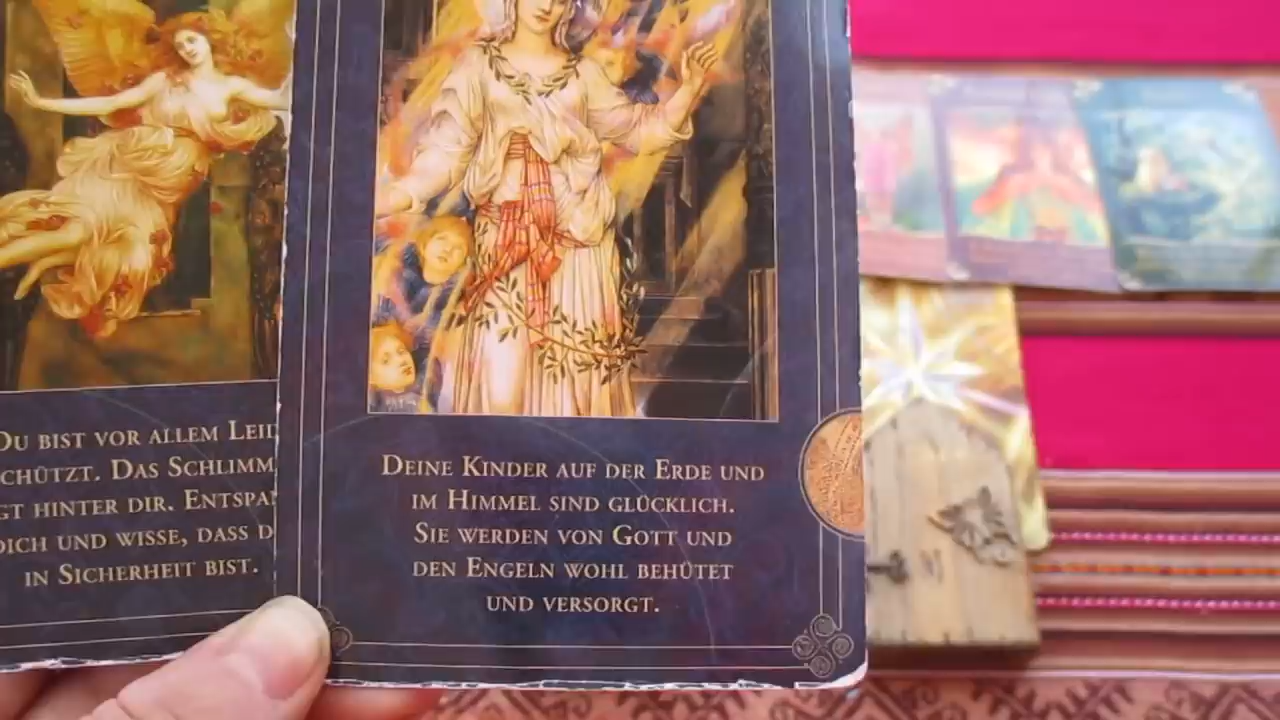 Du bist vor allem Leid
chützt. Das Schlimm
gt hinter dir. Entspan
dich und wisse, dass d
in Sicherheit bist.
Deine Kinder auf der Erde und
im Himmel sind glücklich.
Sie werden von Gott und
den Engeln wohl behütet
und versorgt.